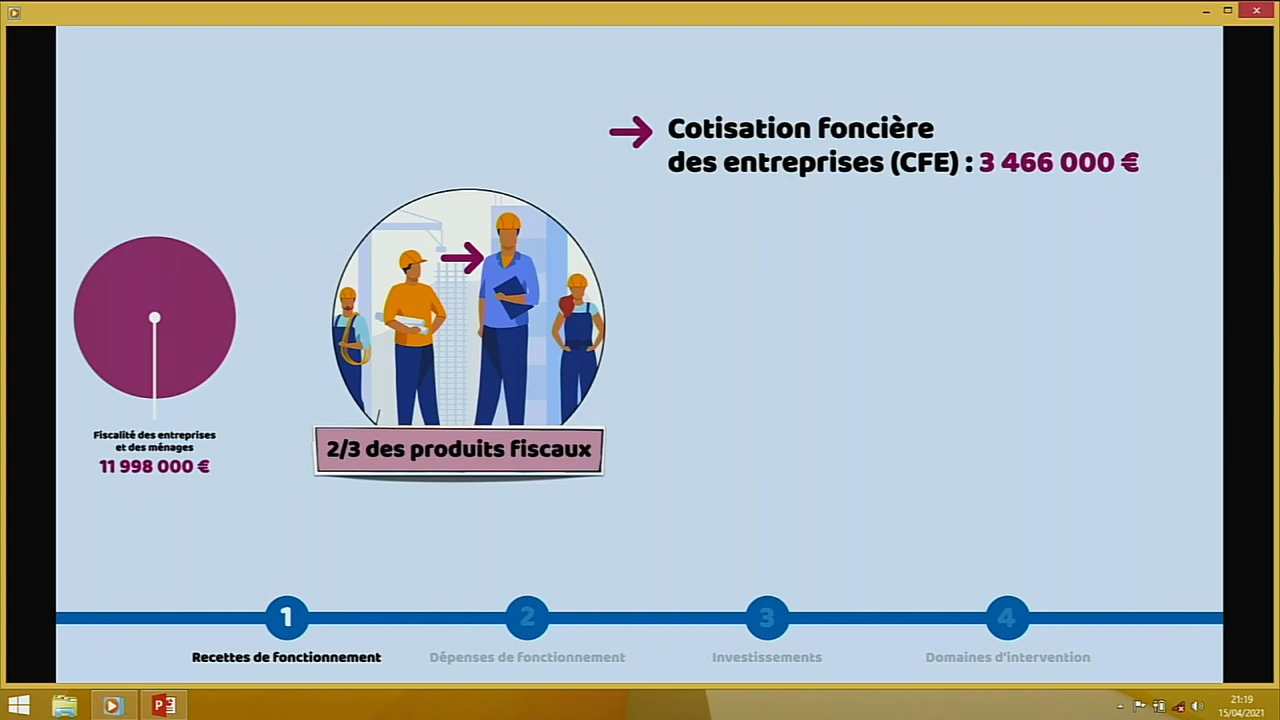 Cotisation foncière
des entreprises (CFE) : 3 466 000 €
Fiscalité des entreprises
et des ménages
11 998 000 €
2/3 des produits fiscaux
1
2
3
4
Recettes de fonctionnement
Dépenses de fonctionnement
Investissements
Domaines d'intervention
21:19
15/04/2021